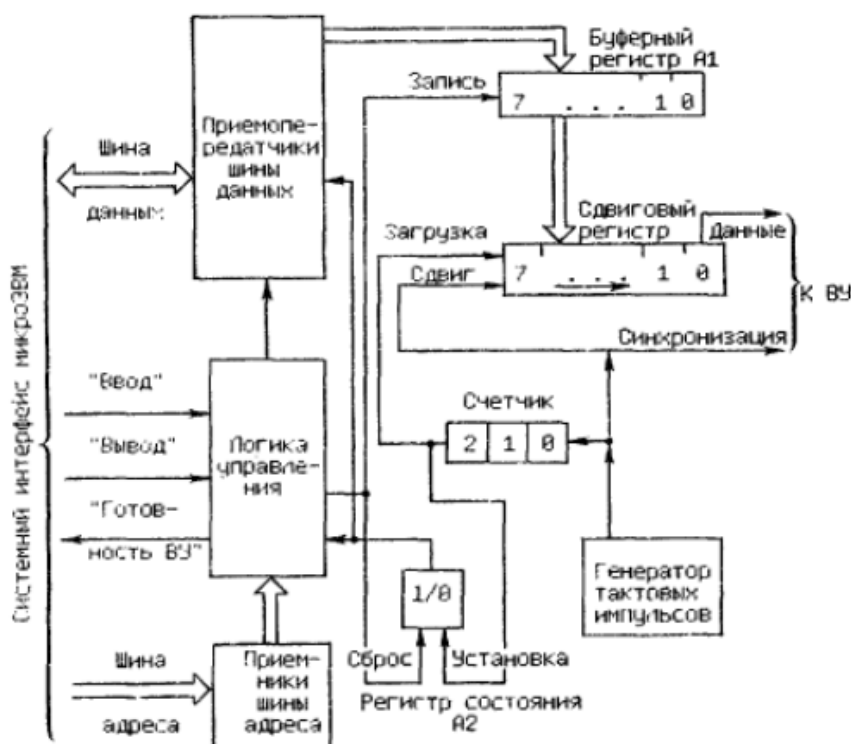 Буферный
регистр А1
Запись
7 . . . 1 0
Приемопе-
редатчики
шины
данных
Шина
данных
Сдвиговый
регистр
Данные
Загрузка
7 . . . 1 0
Сдвиг
К ВУ
Синхронизация
Системный интерфейс микроЭВМ
"Ввод"
Счетчик
2 1 0
"Вывод"
Логика
управле-
ния
"Готов-
ность ВУ"
1/0
Генератор
тактовых
импульсов
Шина
адреса
Прием-
ники
шины
адреса
Сброс
Установка
Регистр состояния
А2